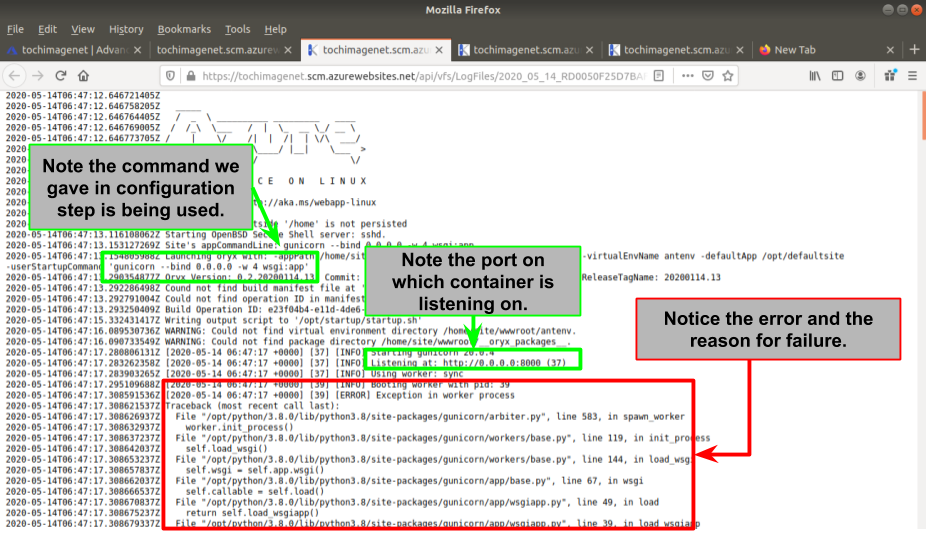 Mozilla Firefox
File Edit View History Bookmarks Tools Help
tochimagenet | Advan × tochimagenet.scm.azurew × tochimagenet.scm.azu × tochimagenet.scm.azu × tochimagenet.scm.azu × New Tab × +
https://tochimagenet.scm.azurewebsites.net/api/vfs/LogFiles/2020_05_14_RD0050F25D7BA
2020-05-14T06:47:12.646721405Z
2020-05-14T06:47:12.646758205Z
2020-05-14T06:47:12.646764405Z
2020-05-14T06:47:12.646769005Z
2020-05-14T06:47:12.646773705Z
Note the command we
gave in configuration
step is being used.
C E O N L I N U X
://aka.ms/webapp-linux
'/home' is not persisted
2020-05-14T06:47:13.116108062Z Starting OpenBSD Secure Shell server: sshd.
2020-05-14T06:47:13.153127269Z Site's appCommandLine: gunicorn --bind 0.0.0.0 -w 4 wsgi:app
2020-05-14T06:47:13.154805988Z Launching oryx with: -appPath /home/sit -virtualEnvName antenv -defaultApp /opt/defaultsite
-userStartupCommand 'gunicorn --bind 0.0.0.0 -w 4 wsgi:app'
2020-05-14T06:47:13.290354877Z Oryx Version: 0.2.20200114.13, Commit: ReleaseTagName: 20200114.13
2020-05-14T06:47:13.292260498Z Cound not find build manifest file at '
2020-05-14T06:47:13.292791004Z Could not find operation ID in manifest
2020-05-14T06:47:13.293250409Z Build Operation ID: e23f04b4-e11d-4de6-
2020-05-14T06:47:15.332431417Z Writing output script to '/opt/startup/startup.sh'
2020-05-14T06:47:16.089530736Z WARNING: Could not find virtual environment directory /home/site/wwwroot/antenv.
2020-05-14T06:47:16.090733549Z WARNING: Could not find package directory /home/site/wwwroot/__oryx_packages__.
Note the port on
which container is
listening on.
Notice the error and the
reason for failure.
2020-05-14T06:47:17.280806131Z [2020-05-14 06:47:17 +0000] [37] [INFO] Starting gunicorn 20.0.4
2020-05-14T06:47:17.283262358Z [2020-05-14 06:47:17 +0000] [37] [INFO] Listening at: http://0.0.0.0:8000 (37)
2020-05-14T06:47:17.283903265Z [2020-05-14 06:47:17 +0000] [37] [INFO] Using worker: sync
2020-05-14T06:47:17.295109688Z [2020-05-14 06:47:17 +0000] [39] [INFO] Booting worker with pid: 39
2020-05-14T06:47:17.308591536Z [2020-05-14 06:47:17 +0000] [39] [ERROR] Exception in worker process
2020-05-14T06:47:17.308621537Z Traceback (most recent call last):
2020-05-14T06:47:17.308626937Z File "/opt/python/3.8.0/lib/python3.8/site-packages/gunicorn/arbiter.py", line 583, in spawn_worker
2020-05-14T06:47:17.308632937Z worker.init_process()
2020-05-14T06:47:17.308637237Z File "/opt/python/3.8.0/lib/python3.8/site-packages/gunicorn/workers/base.py", line 119, in init_process
2020-05-14T06:47:17.308642037Z self.load_wsgi()
2020-05-14T06:47:17.308653237Z File "/opt/python/3.8.0/lib/python3.8/site-packages/gunicorn/workers/base.py", line 144, in load_wsgi
2020-05-14T06:47:17.308657837Z self.wsgi = self.app.wsgi()
2020-05-14T06:47:17.308662037Z File "/opt/python/3.8.0/lib/python3.8/site-packages/gunicorn/app/base.py", line 67, in wsgi
2020-05-14T06:47:17.308666537Z self.callable = self.load()
2020-05-14T06:47:17.308670837Z File "/opt/python/3.8.0/lib/python3.8/site-packages/gunicorn/app/wsgiapp.py", line 49, in load
2020-05-14T06:47:17.308675237Z return self.load_wsgiapp()
2020-05-14T06:47:17.308679337Z File "/opt/python/3.8.0/lib/python3.8/site-packages/gunicorn/app/wsgiapp.py", line 39, in load_wsgiapp